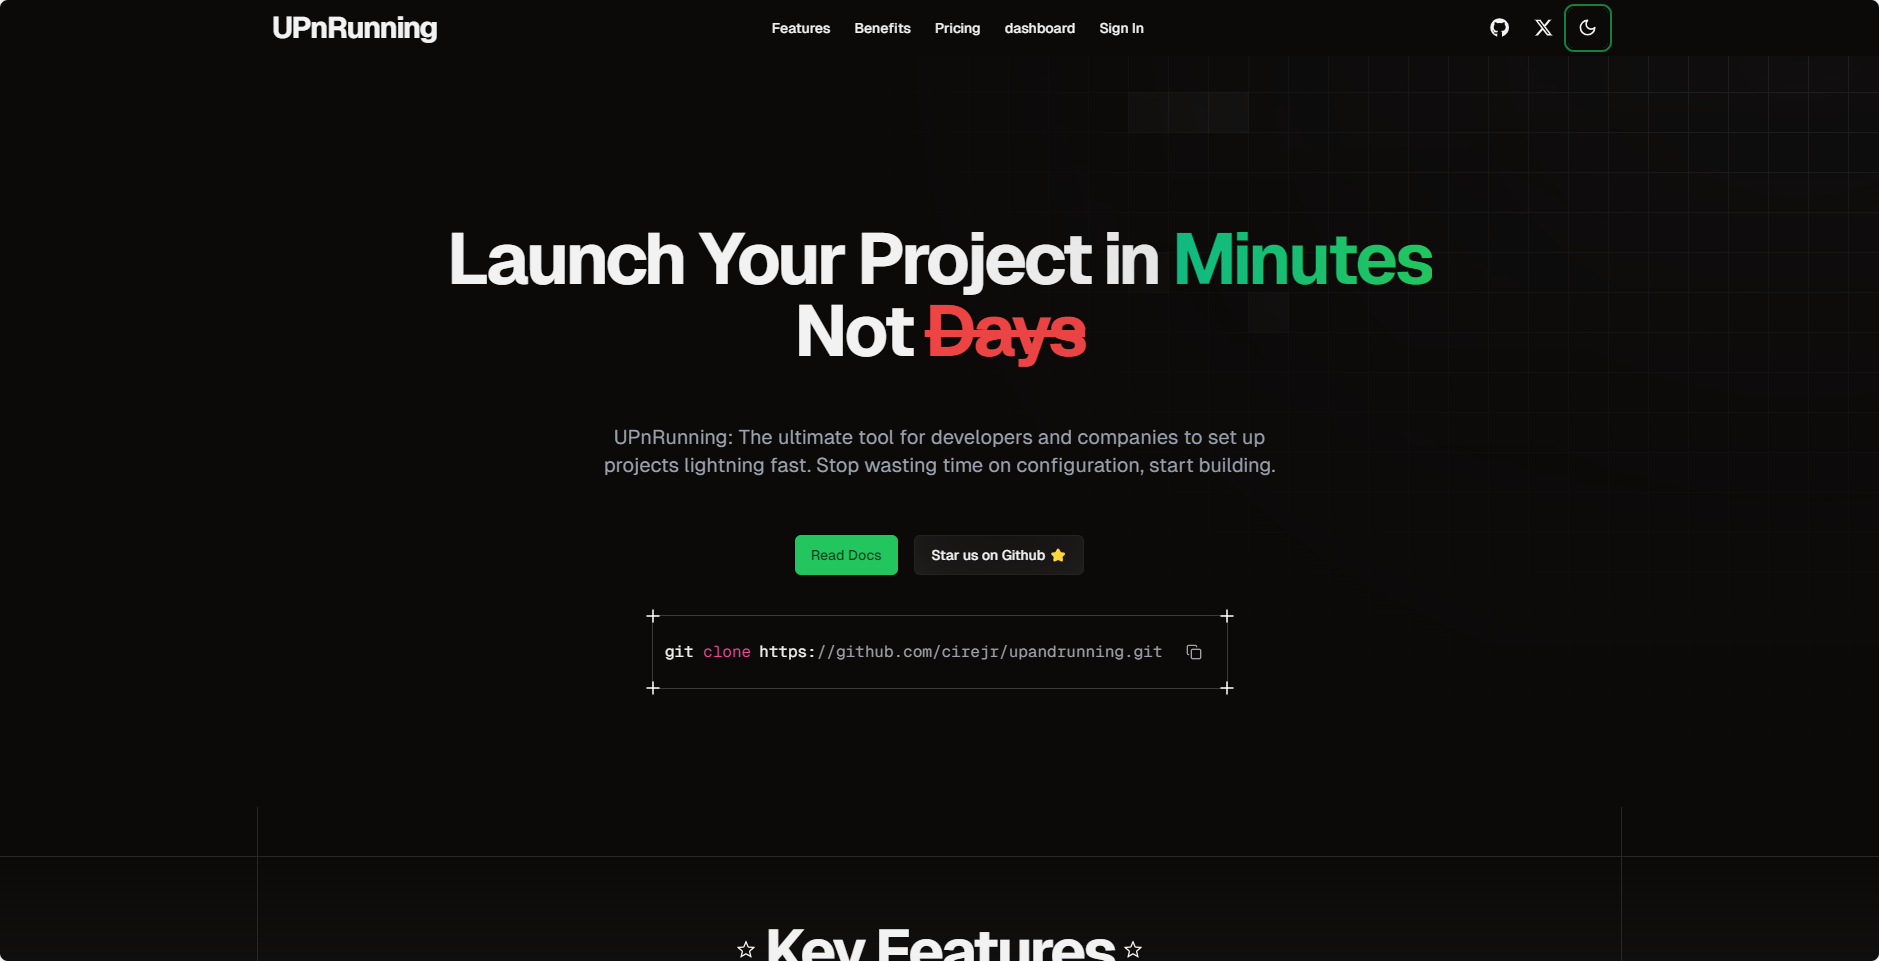 UPnRunning
Features Benefits Pricing dashboard Sign In
Launch Your Project in Minutes
Not Days
UPnRunning: The ultimate tool for developers and companies to set up
projects lightning fast. Stop wasting time on configuration, start building.
Read Docs
Star us on Github ⭐
git clone https://github.com/cirejr/upandrunning.git
Key Features